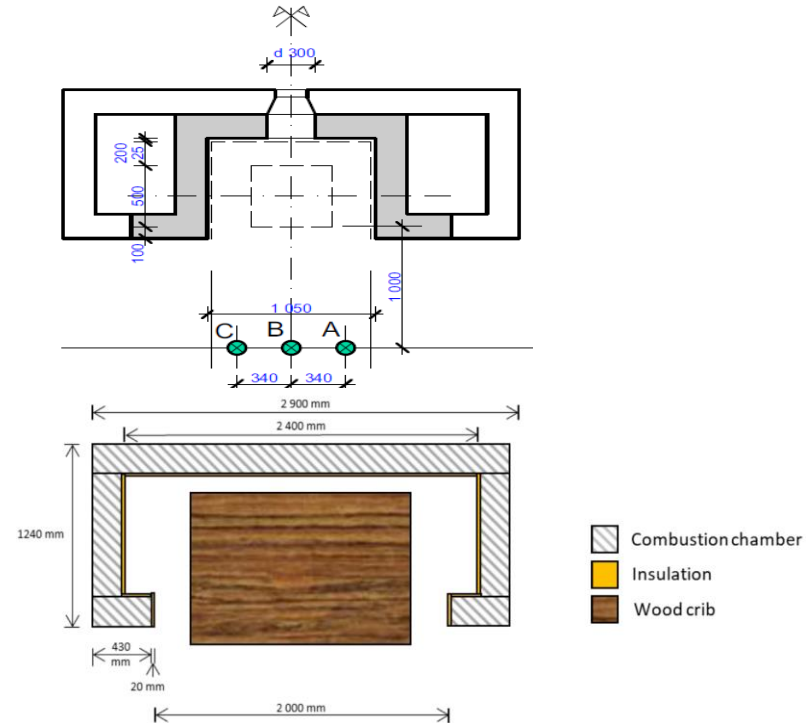 d 300
200
25
500
100
1 000
1 050
C B A
340 340
2 900 mm
2 400 mm
1240 mm
Combustion chamber
Insulation
Wood crib
430
mm
20 mm
2 000 mm